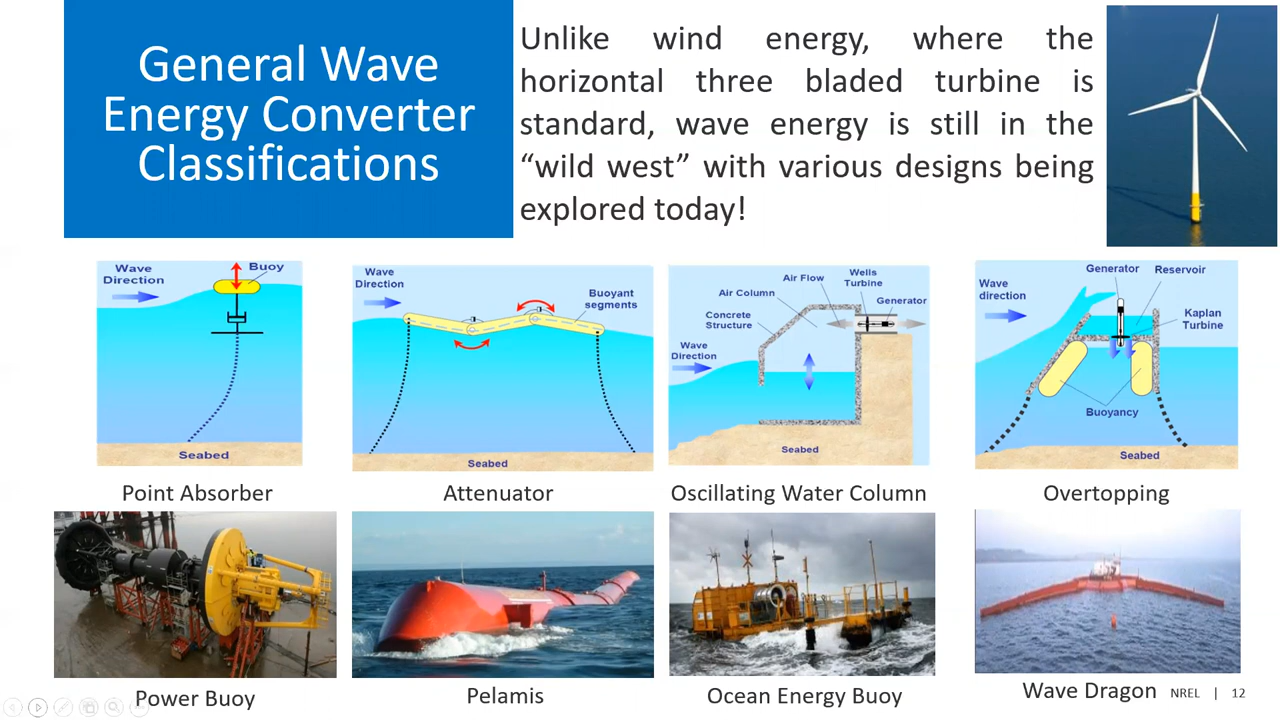 General Wave
Energy Converter
Classifications
Unlike wind energy, where the
horizontal three bladed turbine is
standard, wave energy is still in the
“wild west” with various designs being
explored today!
Wave
Direction
Buoy
Seabed
Wave
Direction
Buoyant
segments
Seabed
Air Flow
Wells
Turbine
Air Column
Generator
Concrete
Structure
Wave
Direction
Seabed
Generator
Reservoir
Wave
direction
Kaplan
Turbine
Buoyancy
Seabed
Point Absorber
Attenuator
Oscillating Water Column
Overtopping
Power Buoy
Pelamis
Ocean Energy Buoy
Wave Dragon
NREL | 12